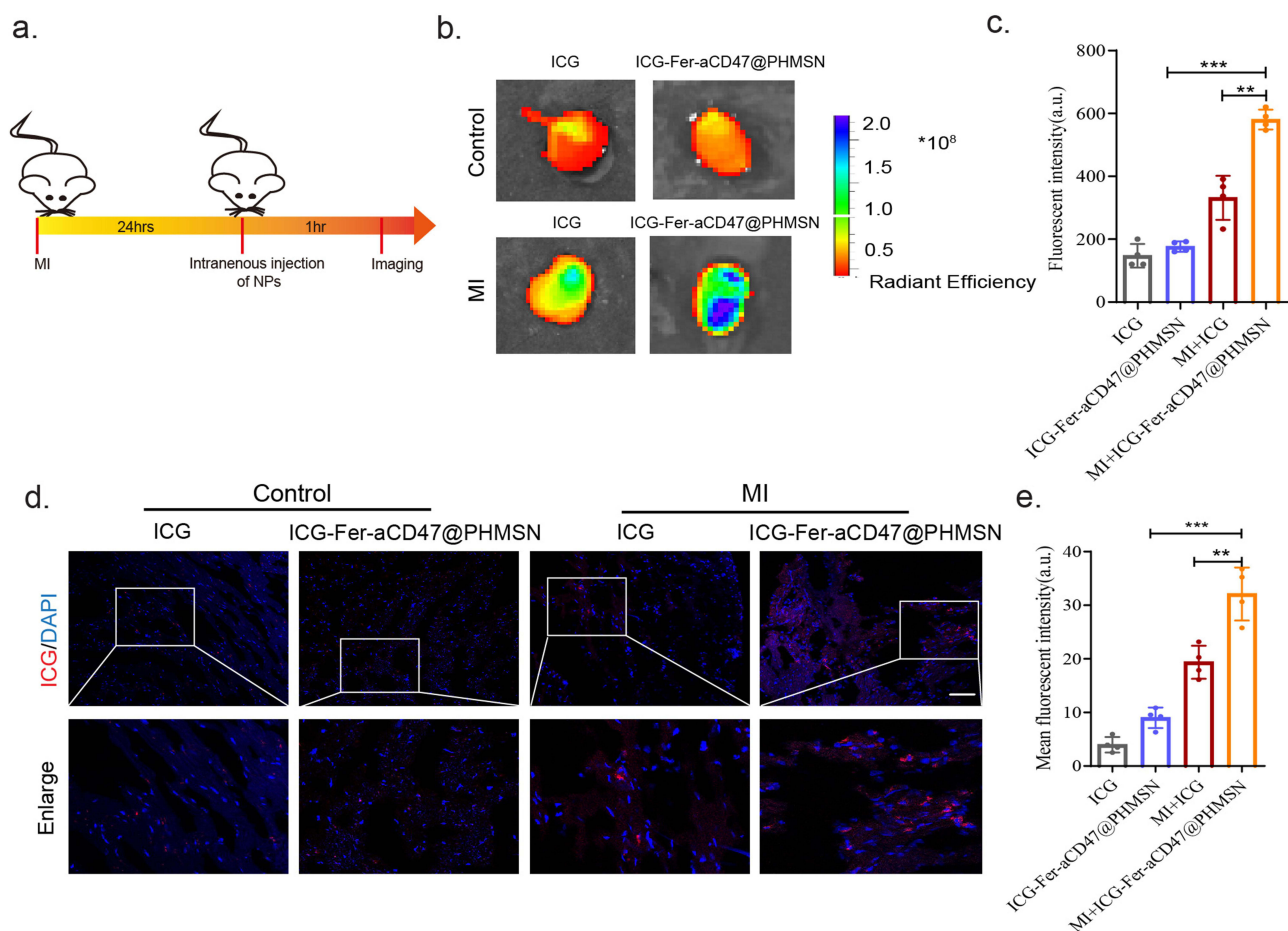 a.
24hrs
1hr
MI
Intranenous injection
of NPs
Imaging
b.
ICG
ICG-Fer-aCD47@PHMSN
Control
ICG
ICG-Fer-aCD47@PHMSN
MI
2.0
1.5
1.0
0.5
*10⁸
Radiant Efficiency
c.
Fluorescent intensity(a.u.)
800
600
400
200
0
***
**
ICG
ICG-Fer-aCD47@PHMSN
MI+ICG
MI+ICG-Fer-aCD47@PHMSN
d.
Control
MI
ICG
ICG-Fer-aCD47@PHMSN
ICG
ICG-Fer-aCD47@PHMSN
ICG/DAPI
Enlarge
e.
Mean fluorescent intensity(a.u.)
40
30
20
10
0
***
**
ICG
ICG-Fer-aCD47@PHMSN
MI+ICG
MI+ICG-Fer-aCD47@PHMSN